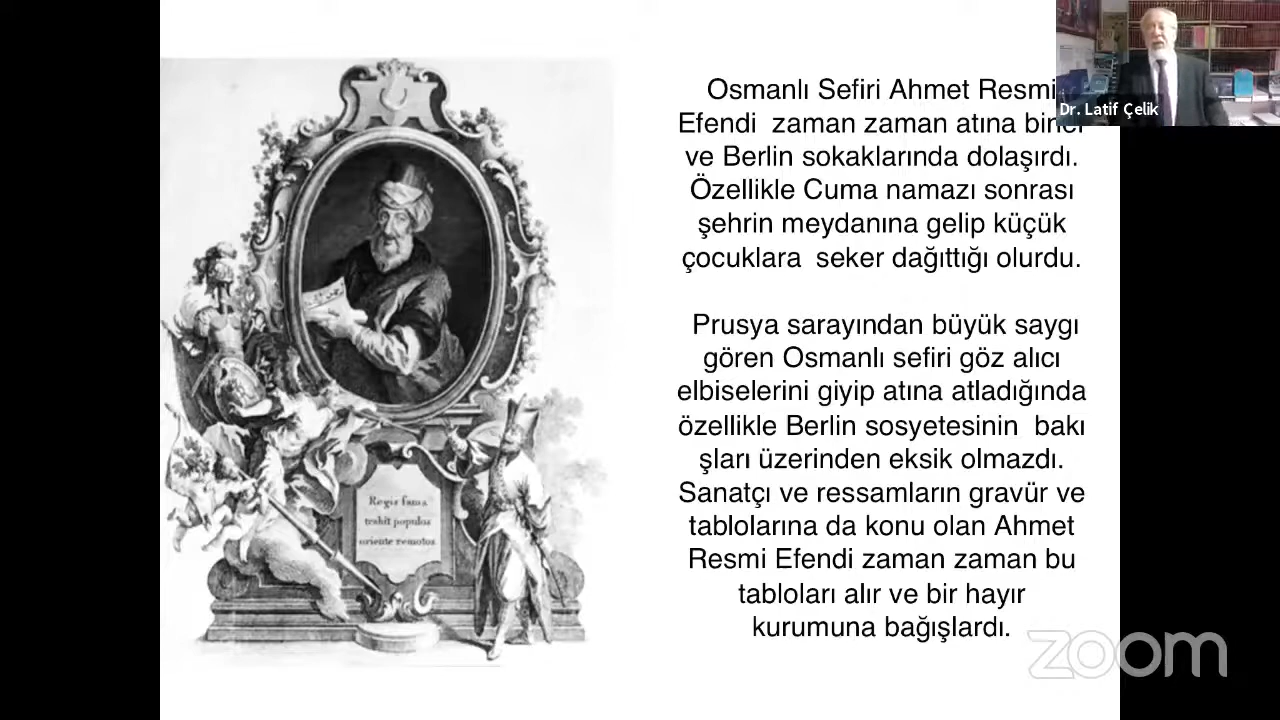 Osmanlı Sefiri Ahmet Resmi
Efendi zaman zaman atına biner
ve Berlin sokaklarında dolaşırdı.
Özellikle Cuma namazı sonrası
şehrin meydanına gelip küçük
çocuklara seker dağıttığı olurdu.
Prusya sarayından büyük saygı
gören Osmanlı sefiri göz alıcı
elbiselerini giyip atına atladığında
özellikle Berlin sosyetesinin bakı
şları üzerinden eksik olmazdı.
Sanatçı ve ressamların gravür ve
tablolarına da konu olan Ahmet
Resmi Efendi zaman zaman bu
tabloları alır ve bir hayır
kurumuna bağışlardı.
Regis fama
trahit populos
oriente remotos
Dr. Latif Çelik
zoom